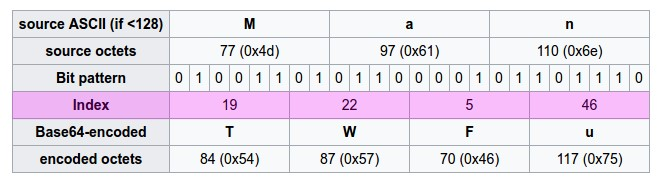 source ASCII (if <128) M a n
source octets 77 (0x4d) 97 (0x61) 110 (0x6e)
Bit pattern 0 1 0 0 1 1 0 1 0 1 1 0 0 0 0 1 0 1 1 0 1 1 1 0
Index 19 22 5 46
Base64-encoded T W F u
encoded octets 84 (0x54) 87 (0x57) 70 (0x46) 117 (0x75)